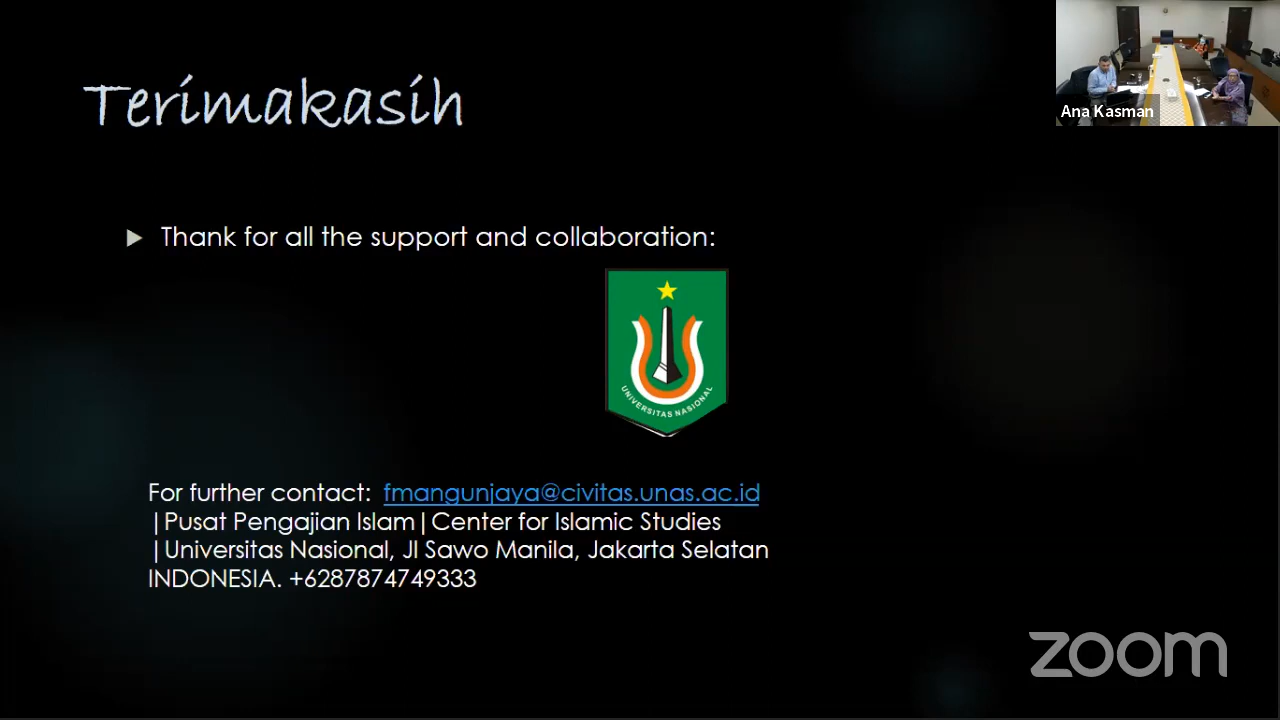 Terimakasih
Ana Kasman
▶ Thank for all the support and collaboration:
UNIVERSITAS NASIONAL
For further contact: fmangunjaya@civitas.unas.ac.id
|Pusat Pengajian Islam|Center for Islamic Studies
|Universitas Nasional, Jl Sawo Manila, Jakarta Selatan
INDONESIA. +6287874749333
zoom